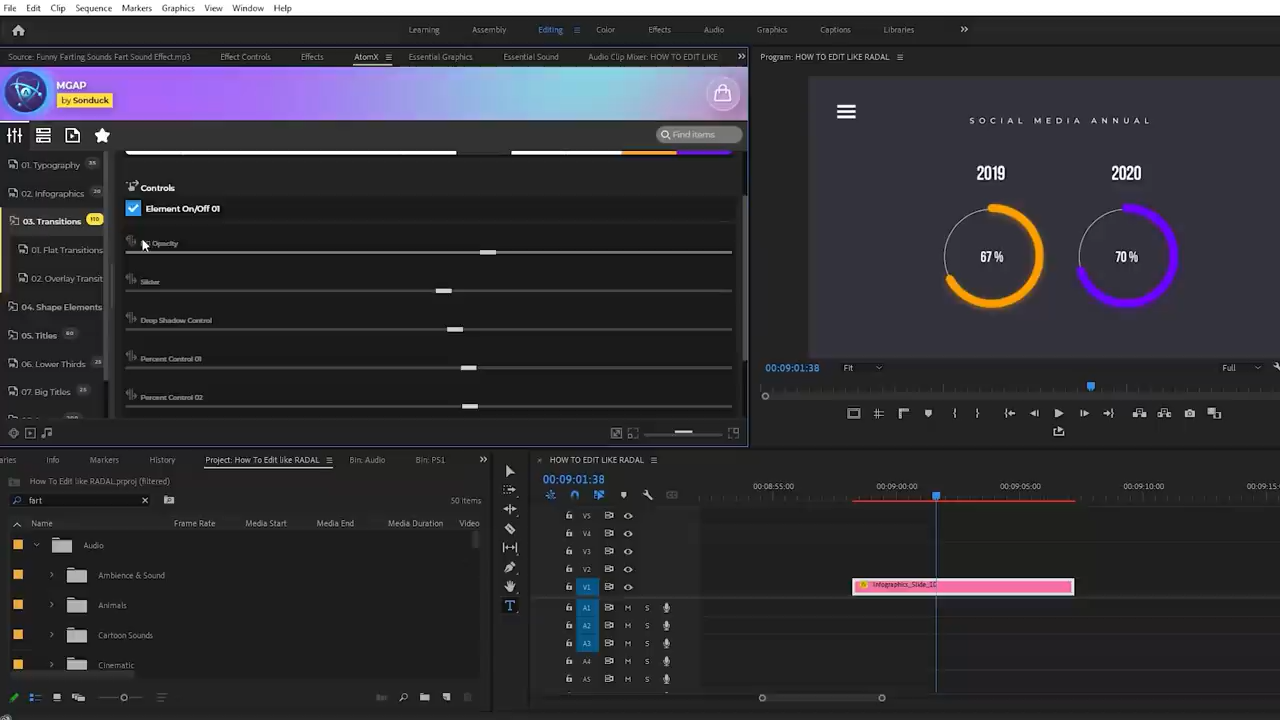 File Edit Clip Sequence Markers Graphics View Window Help
Learning Assembly Editing Color Effects Audio Graphics Captions Libraries
Source: Funny Farting Sounds Fart Sound Effect.mp3 Effect Controls Effects AtomX Essential Graphics Essential Sound Audio Clip Mixer: HOW TO EDIT LIKE
Program: HOW TO EDIT LIKE RADAL
MGAP
by Sonduck
Find items
01. Typography 35
02. Infographics
03. Transitions 110
01. Flat Transitions
02. Overlay Transit
04. Shape Elements
05. Titles 60
06. Lower Thirds
07. Big Titles 25
Controls
Element On/Off 01
Opacity
Slider
Drop Shadow Control
Percent Control 01
Percent Control 02
SOCIAL MEDIA ANNUAL
2019 2020
67 % 70 %
00:09:01:38 Fit Full
Info Markers History Project: How To Edit like RADAL Bin: Audio Bin: PS1
How To Edit like RADAL.prproj (filtered)
fart 50 items
Name Frame Rate Media Start Media End Media Duration Video
Audio
Ambience & Sound
Animals
Cartoon Sounds
Cinematic
HOW TO EDIT LIKE RADAL
00:09:01:38
00:08:55:00 00:09:00:00 00:09:05:00 00:09:10:00 00:09:15:
V5
V4
V3
V2
V1 Infographics_Slide_10
A1 M S
A2 M S
A3 M S
A4 M S
A5 M S